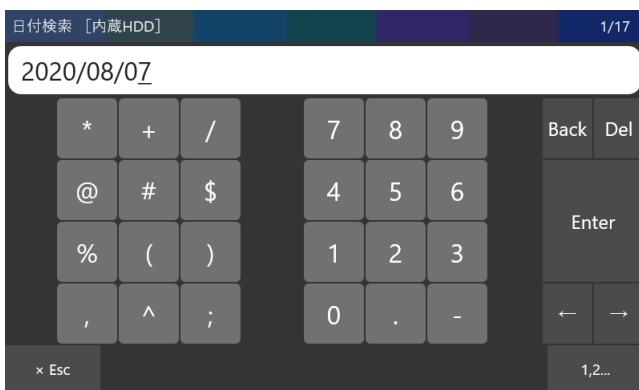 日付検索 [内蔵HDD] 1/17
2020/08/07
* + / 7 8 9 Back Del
@ # $ 4 5 6 Enter
% ( ) 1 2 3
, ^ ; 0 . - ← →
× Esc 1,2...